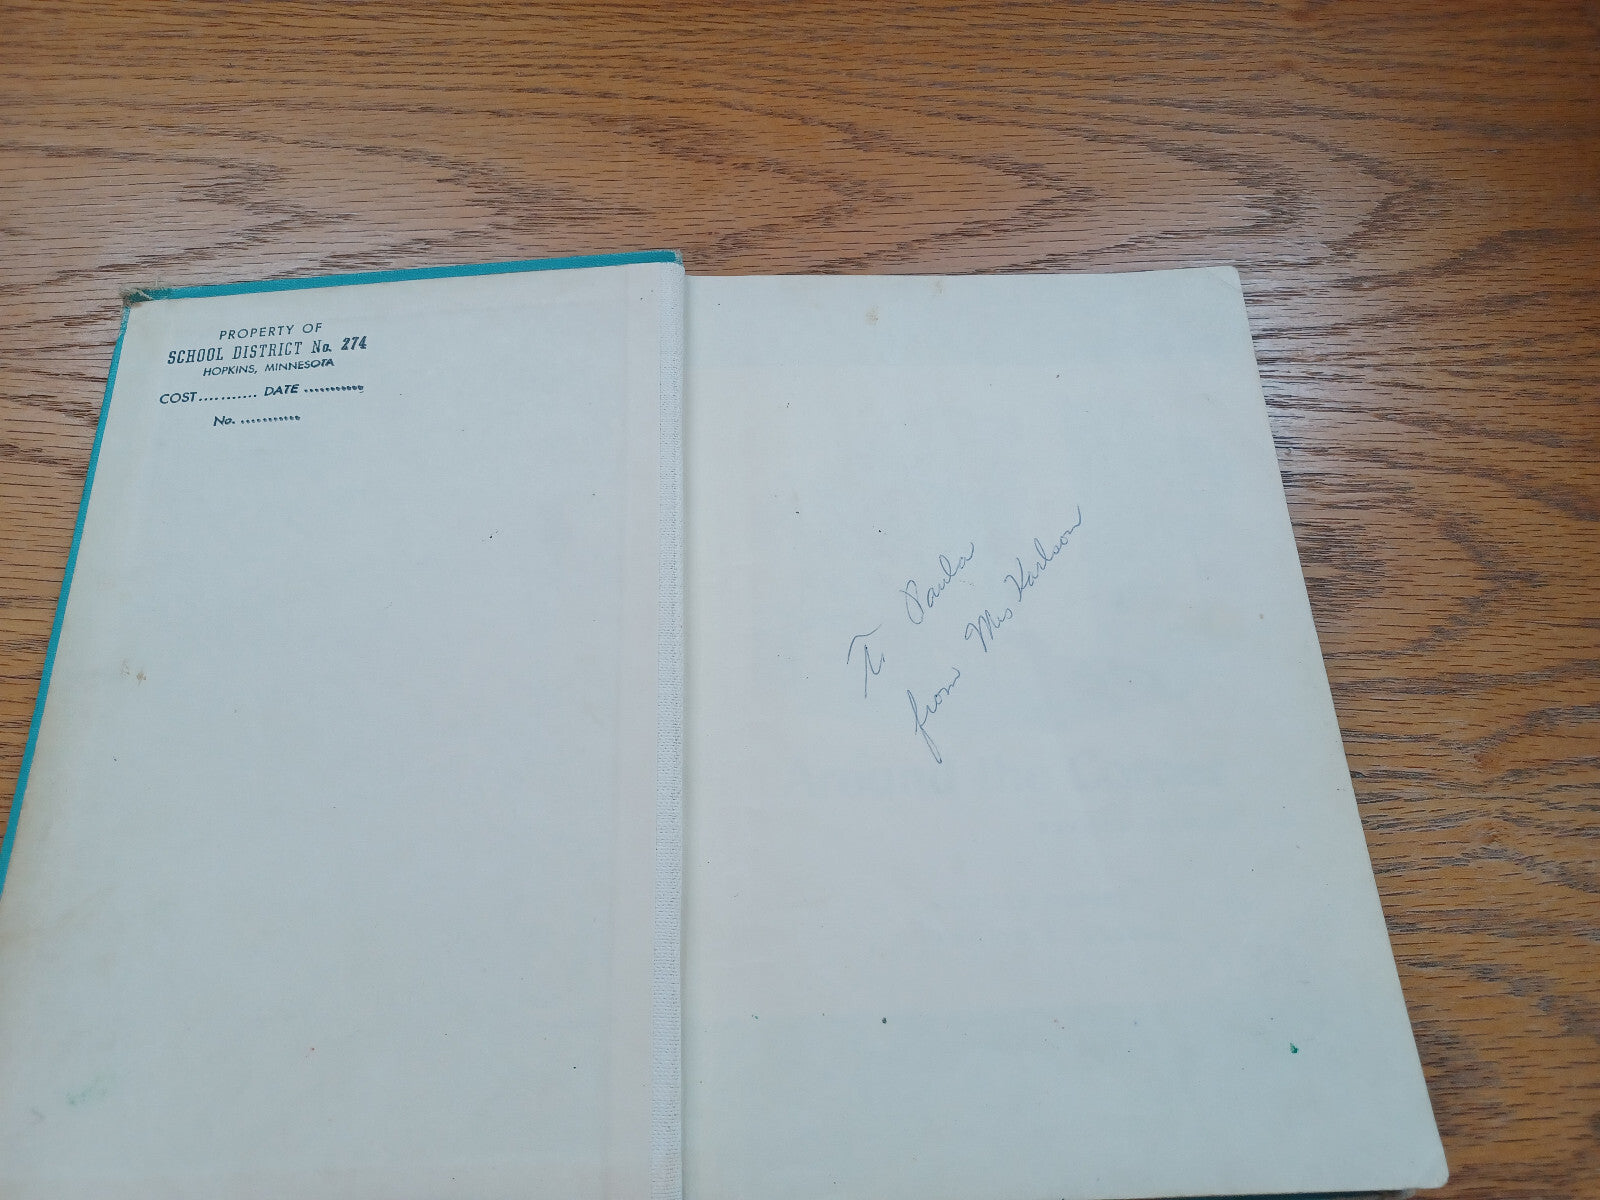 PROPERTY OF
SCHOOL DISTRICT No. 274
HOPKINS, MINNESOTA
COST........... DATE ...........
No. ...........
To Paula
from Mrs Karlson